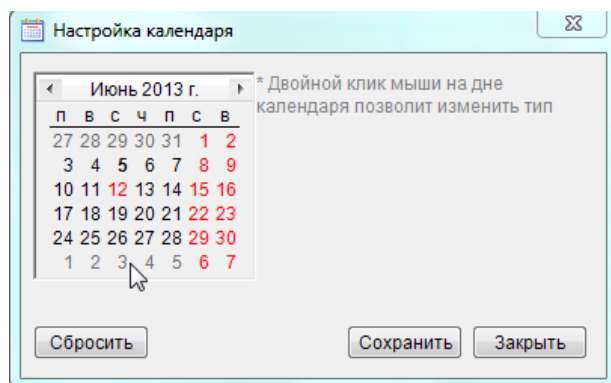 Настройка календаря
Июнь 2013 г.
* Двойной клик мыши на дне
календаря позволит изменить тип
П В С Ч П С В
27 28 29 30 31 1 2
3 4 5 6 7 8 9
10 11 12 13 14 15 16
17 18 19 20 21 22 23
24 25 26 27 28 29 30
1 2 3 4 5 6 7
Сбросить
Сохранить
Закрыть